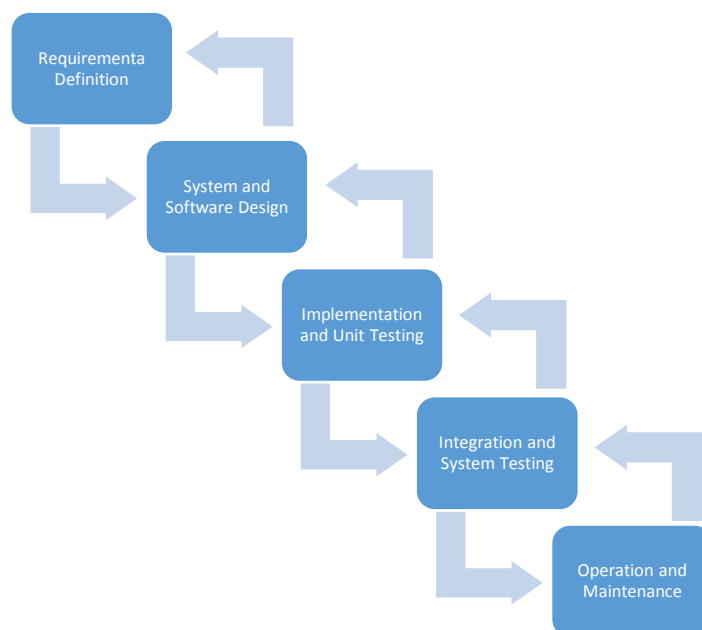 Requirementa
Definition
System and
Software Design
Implementation
and Unit Testing
Integration and
System Testing
Operation and
Maintenance